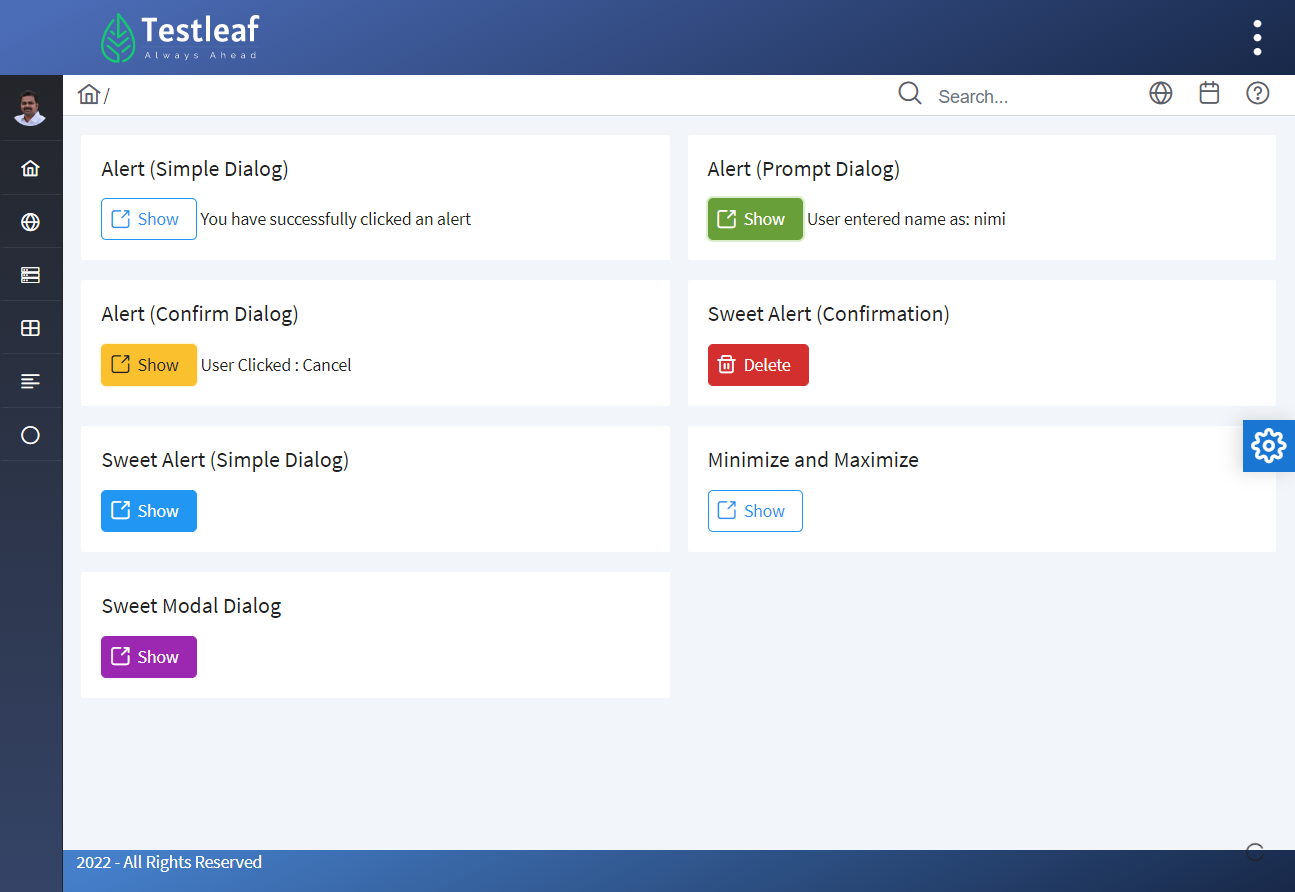 Testleaf
Always Ahead
/
Search...
Alert (Simple Dialog)
Show You have successfully clicked an alert
Alert (Prompt Dialog)
Show User entered name as: nimi
Alert (Confirm Dialog)
Show User Clicked : Cancel
Sweet Alert (Confirmation)
Delete
Sweet Alert (Simple Dialog)
Show
Minimize and Maximize
Show
Sweet Modal Dialog
Show
2022 - All Rights Reserved